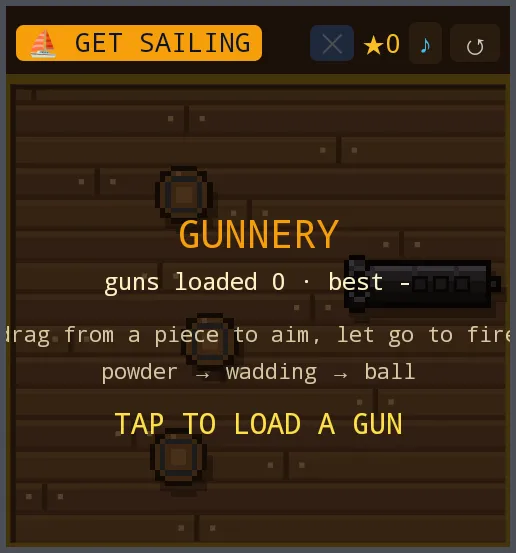 GET SAILING
★0
GUNNERY
guns loaded 0 · best -
drag from a piece to aim, let go to fire
powder → wadding → ball
TAP TO LOAD A GUN